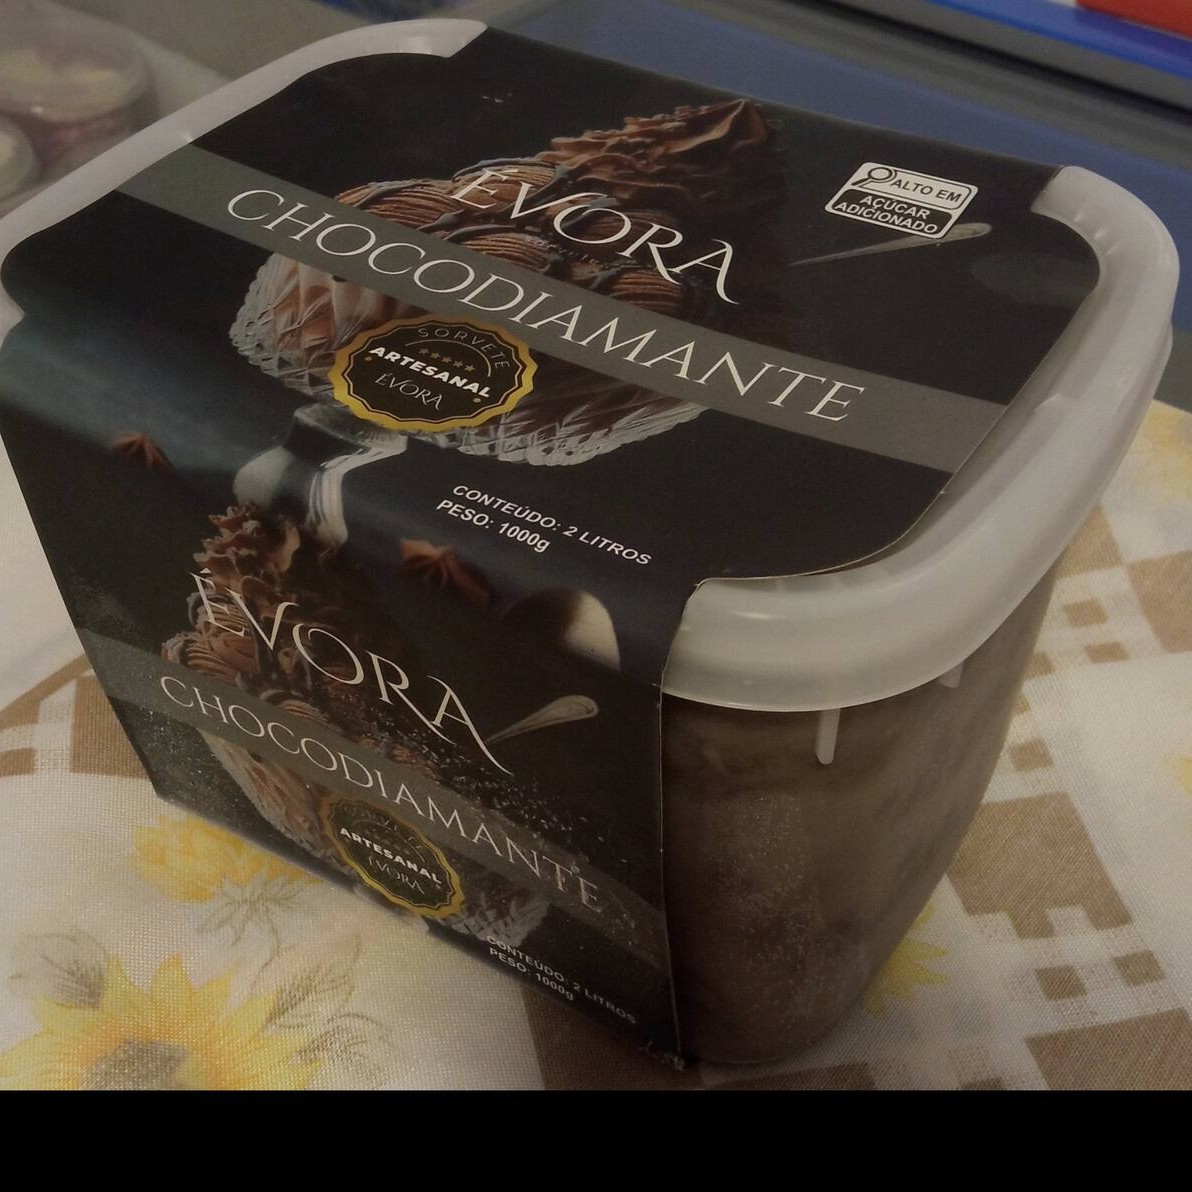 ÉVORA
CHOCODIAMANTE
ALTO EM
AÇÚCAR
ADICIONADO
SORVETE
ARTESANAL
ÉVORA
CONTEÚDO: 2 LITROS
PESO: 1000g
ÉVORA
CHOCODIAMANTE
SORVETE
ARTESANAL
ÉVORA
CONTEÚDO: 2 LITROS
PESO: 1000g